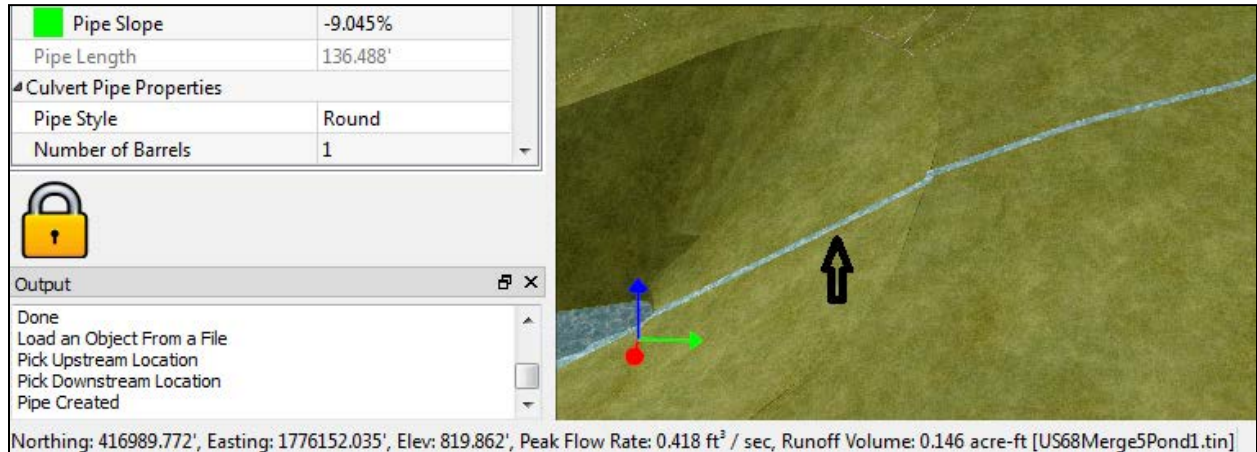 Pipe Slope -9.045%
Pipe Length 136.488'
Culvert Pipe Properties
Pipe Style Round
Number of Barrels 1
Output
Done
Load an Object From a File
Pick Upstream Location
Pick Downstream Location
Pipe Created
Northing: 416989.772', Easting: 1776152.035', Elev: 819.862', Peak Flow Rate: 0.418 ft³ / sec, Runoff Volume: 0.146 acre-ft [US68Merge5Pond1.tin]